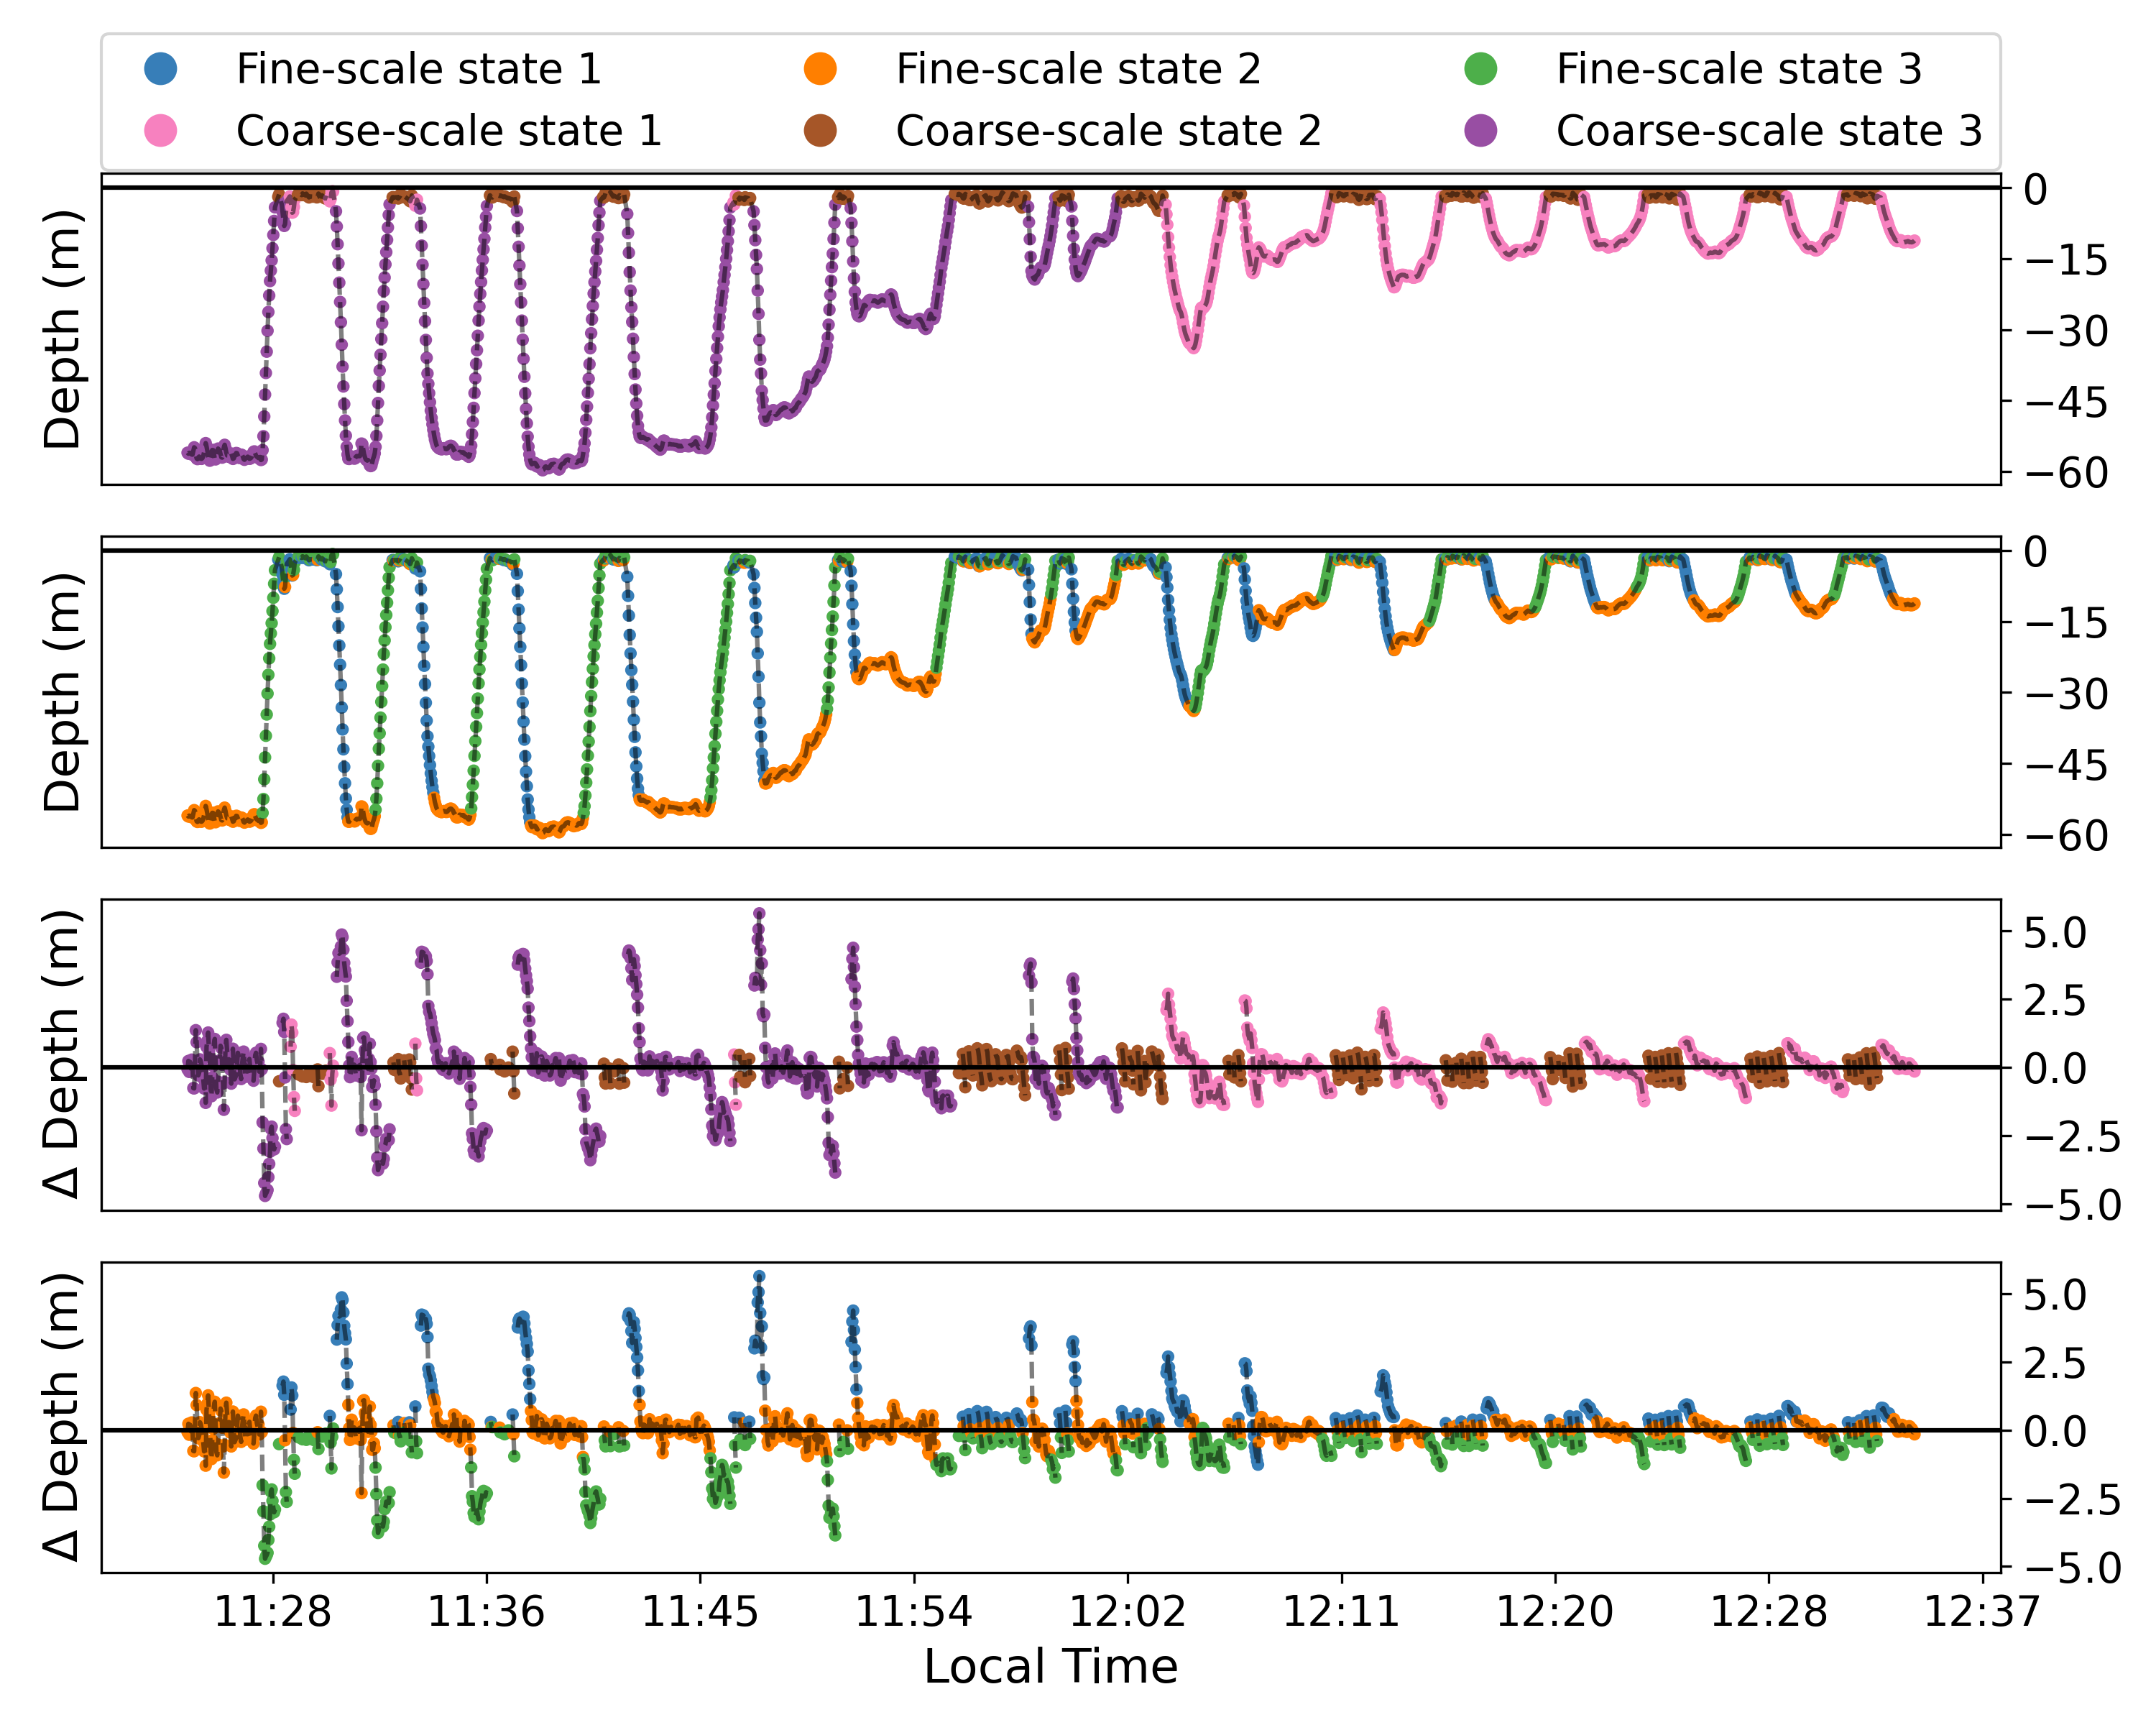 Fine-scale state 1 Fine-scale state 2 Fine-scale state 3
Coarse-scale state 1 Coarse-scale state 2 Coarse-scale state 3
Depth (m)
0
−15
−30
−45
−60
Depth (m)
0
−15
−30
−45
−60
Δ Depth (m)
5.0
2.5
0.0
−2.5
−5.0
Δ Depth (m)
5.0
2.5
0.0
−2.5
−5.0
11:28 11:36 11:45 11:54 12:02 12:11 12:20 12:28 12:37
Local Time